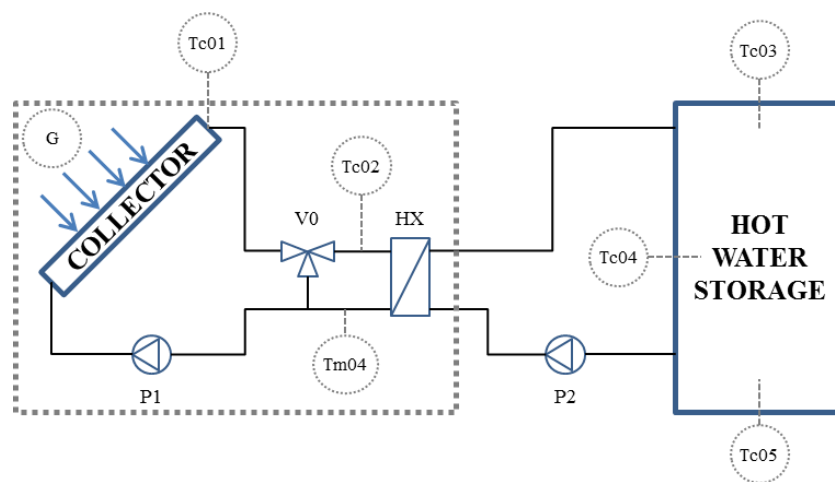 Tc01
Tc03
G
COLLECTOR
Tc02
V0
HX
HOT
WATER
STORAGE
Tc04
Tm04
P1
P2
Tc05